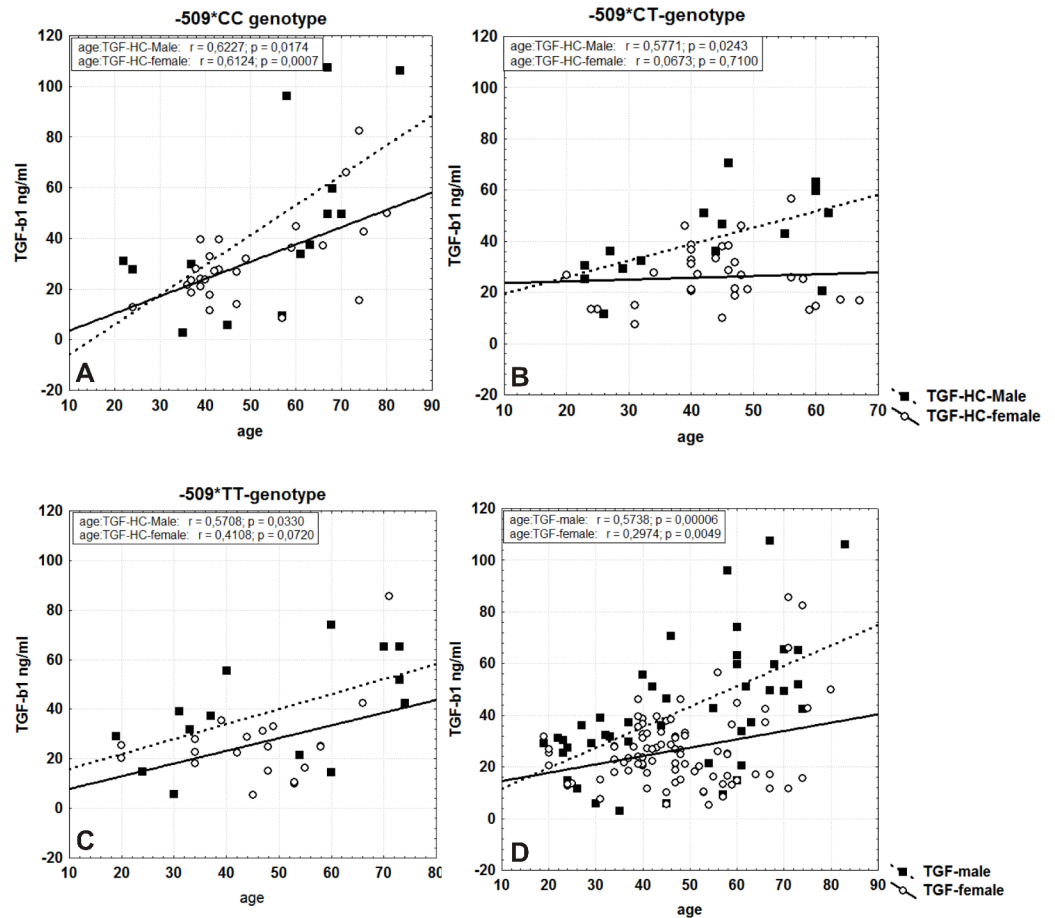 -509*CC genotype
age:TGF-HC-Male: r = 0,6227; p = 0,0174
age:TGF-HC-female: r = 0,6124; p = 0,0007
TGF-b1 ng/ml
120
100
80
60
40
20
0
-20
A
10 20 30 40 50 60 70 80 90
age
-509*CT-genotype
age:TGF-HC-Male: r = 0,5771; p = 0,0243
age:TGF-HC-female: r = 0,0673; p = 0,7100
TGF-b1 ng/ml
120
100
80
60
40
20
0
-20
B
10 20 30 40 50 60 70
age
TGF-HC-Male
TGF-HC-female
-509*TT-genotype
age:TGF-HC-Male: r = 0,5708; p = 0,0330
age:TGF-HC-female: r = 0,4108; p = 0,0720
TGF-b1 ng/ml
120
100
80
60
40
20
0
-20
C
10 20 30 40 50 60 70 80
age
age:TGF-male: r = 0,5738; p = 0,00006
age:TGF-female: r = 0,2974; p = 0,0049
TGF-b1 ng/ml
120
100
80
60
40
20
0
-20
D
10 20 30 40 50 60 70 80 90
age
TGF-male
TGF-female